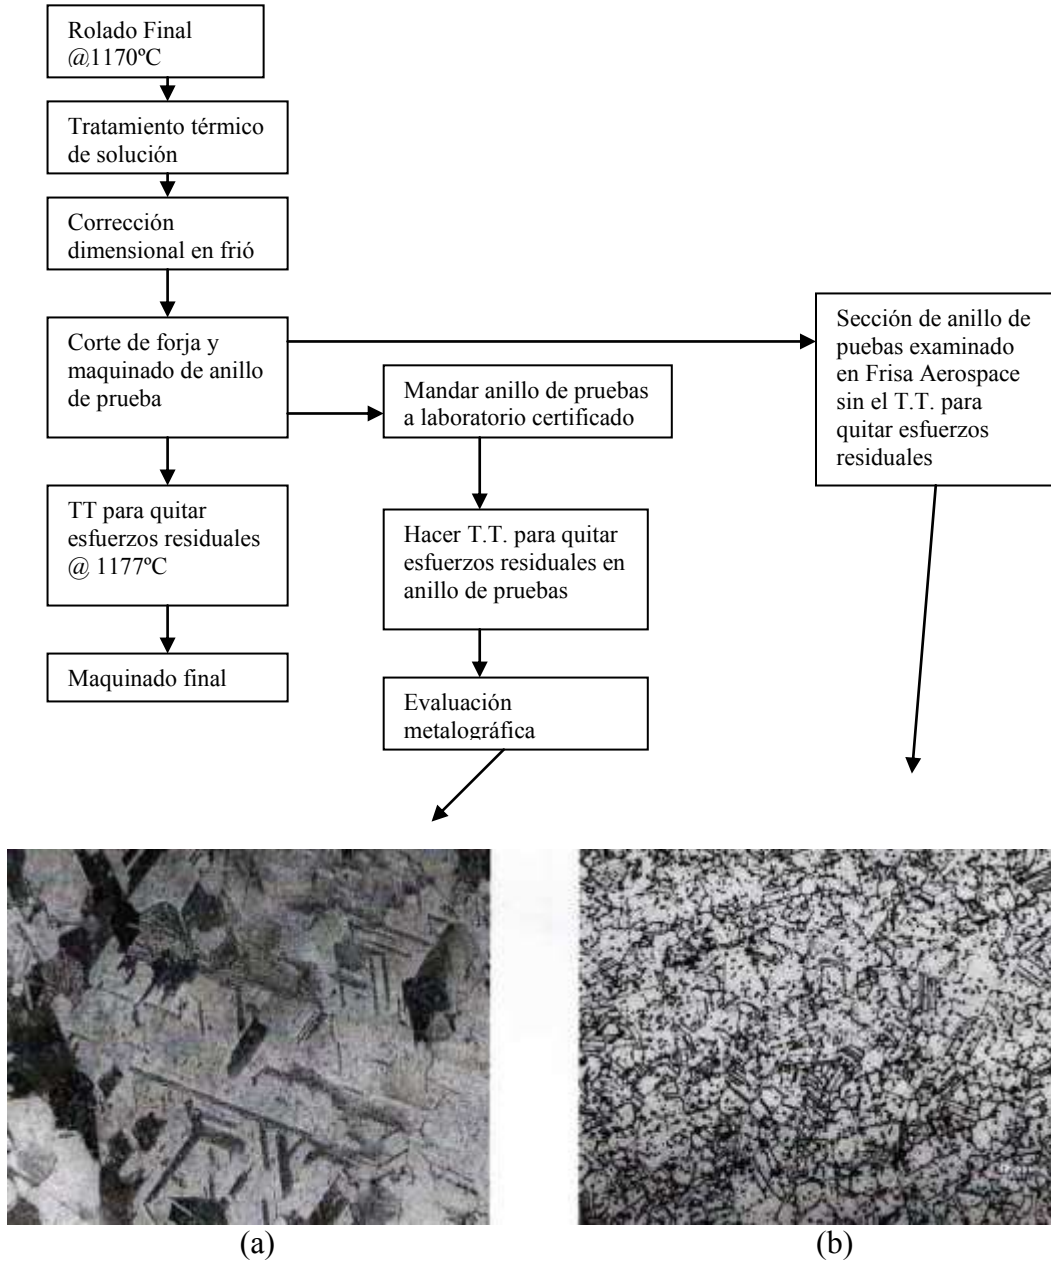 Rolado Final
@1170ºC
Tratamiento térmico
de solución
Corrección
dimensional en frió
Corte de forja y
maquinado de anillo
de prueba
Sección de anillo de
puebas examinado
en Frisa Aerospace
sin el T.T. para
quitar esfuerzos
residuales
Mandar anillo de pruebas
a laboratorio certificado
TT para quitar
esfuerzos residuales
@ 1177ºC
Hacer T.T. para quitar
esfuerzos residuales en
anillo de pruebas
Maquinado final
Evaluación
metalográfica
(a)
(b)